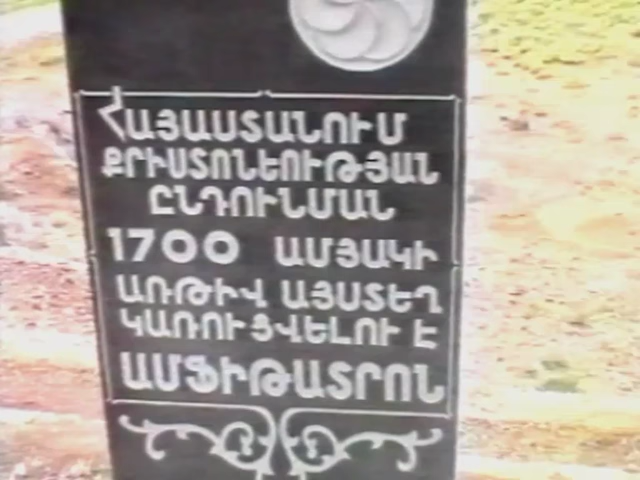 ՀԱՅԱՍՏԱՆՈՒՄ
ՔՐԻՍՏՈՆԵՈՒԹՅԱՆ
ԸՆԴՈՒՆՄԱՆ
1700 ԱՄՅԱԿԻ
ԱՌԹԻՎ ԱՅՍՏԵՂ
ԿԱՌՈՒՑՎԵԼՈՒ Է
ԱՄՖԻԹԱՏՐՈՆ